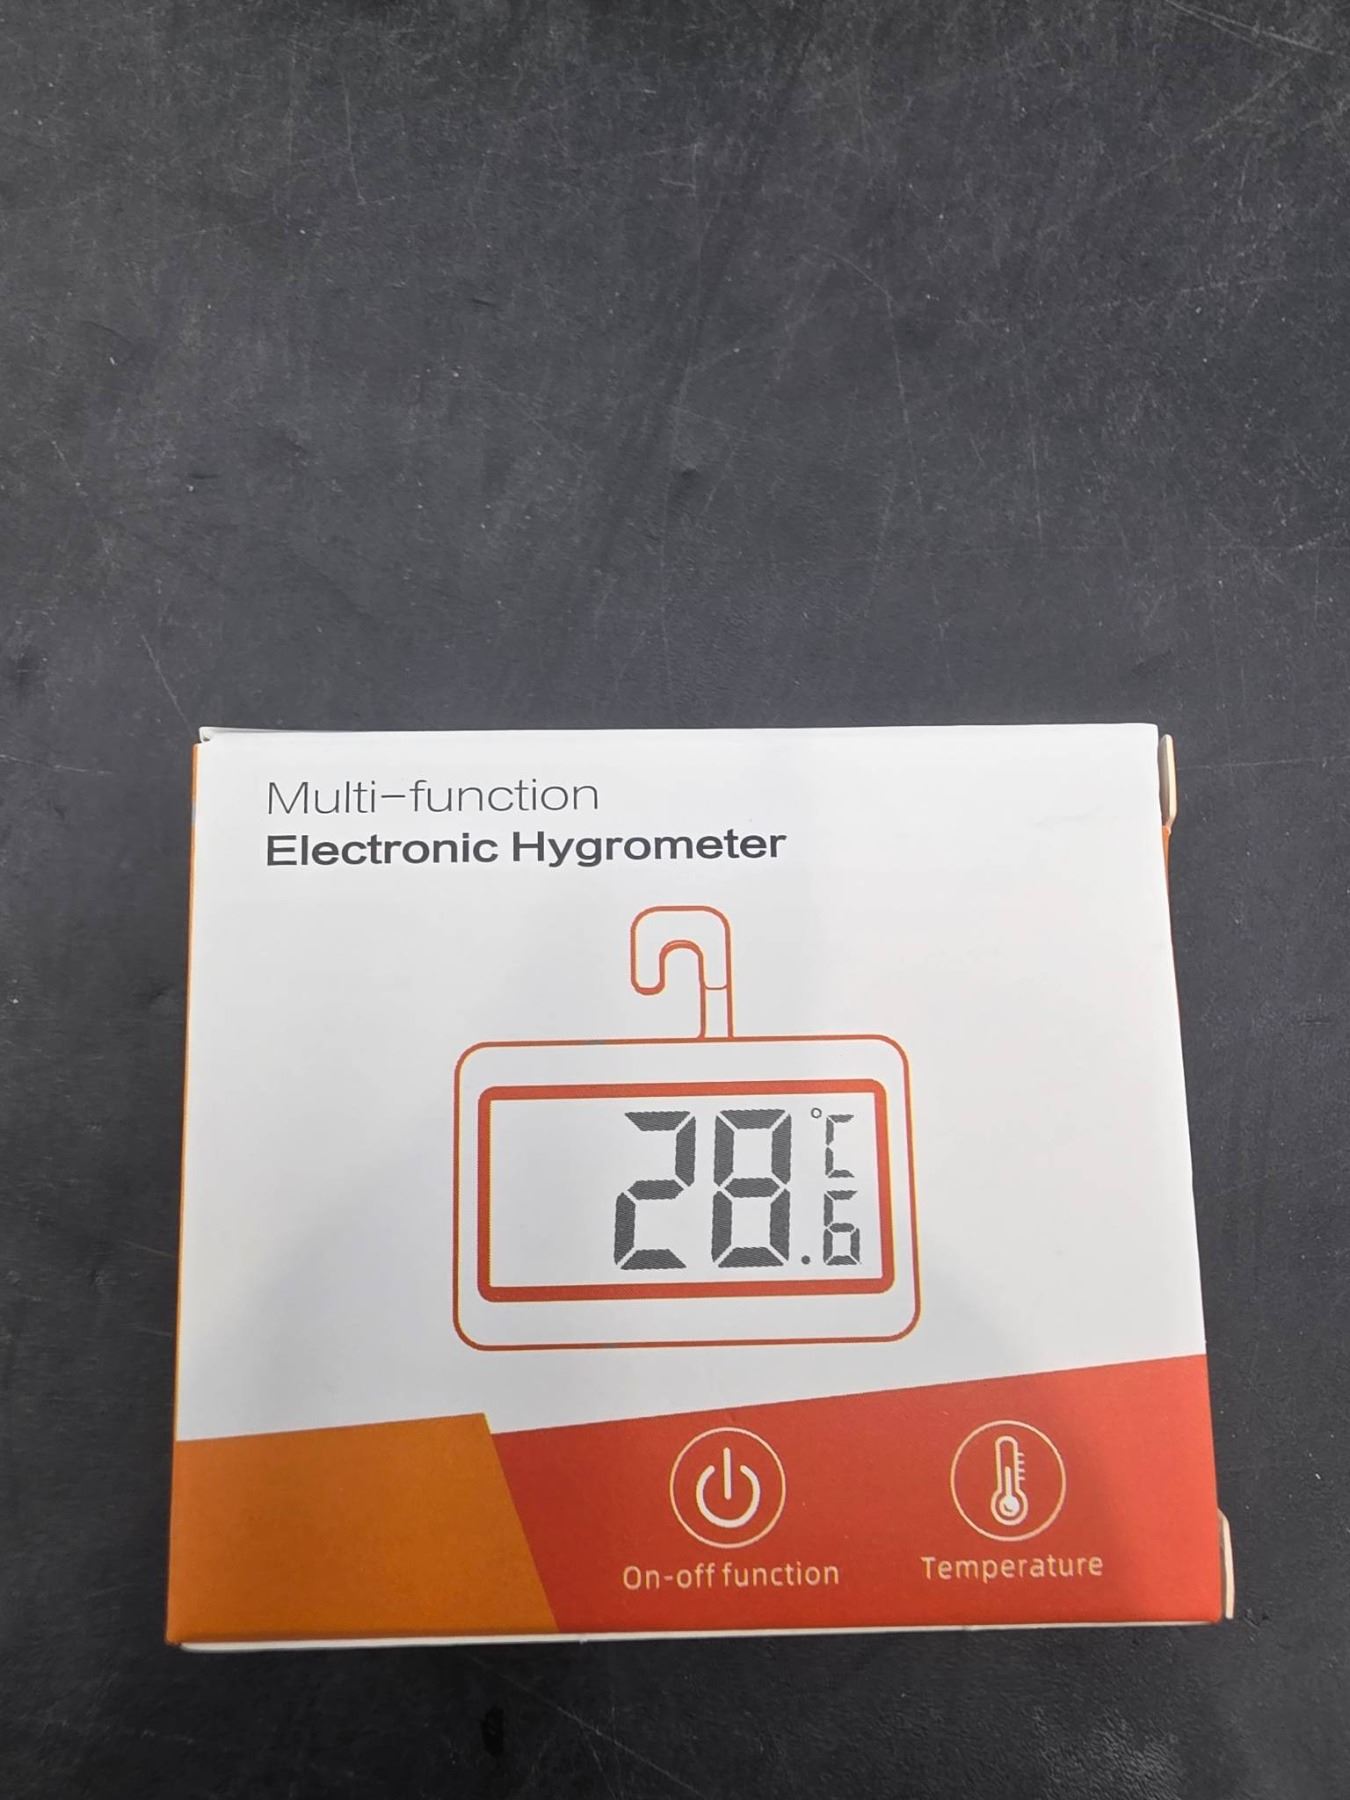 Multi-function
Electronic Hygrometer
28.6 °C
On-off function
Temperature